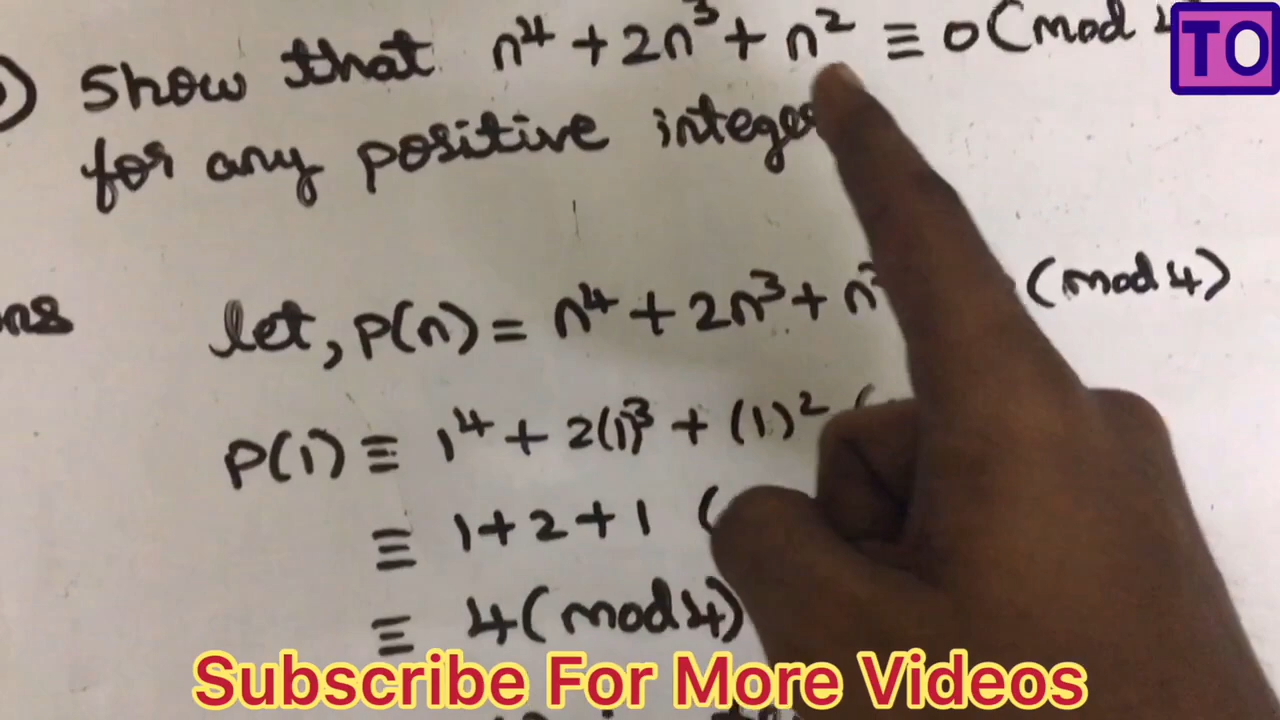 ) Show that n⁴ + 2n³ + n² ≡ 0 (mod
TO
for any positive integer
ns let, P(n) = n⁴ + 2n³ + n (mod 4)
P(1) ≡ 1⁴ + 2(1)³ + (1)² (
≡ 1+2+1 (
≡ 4 (mod 4)
Subscribe For More Videos